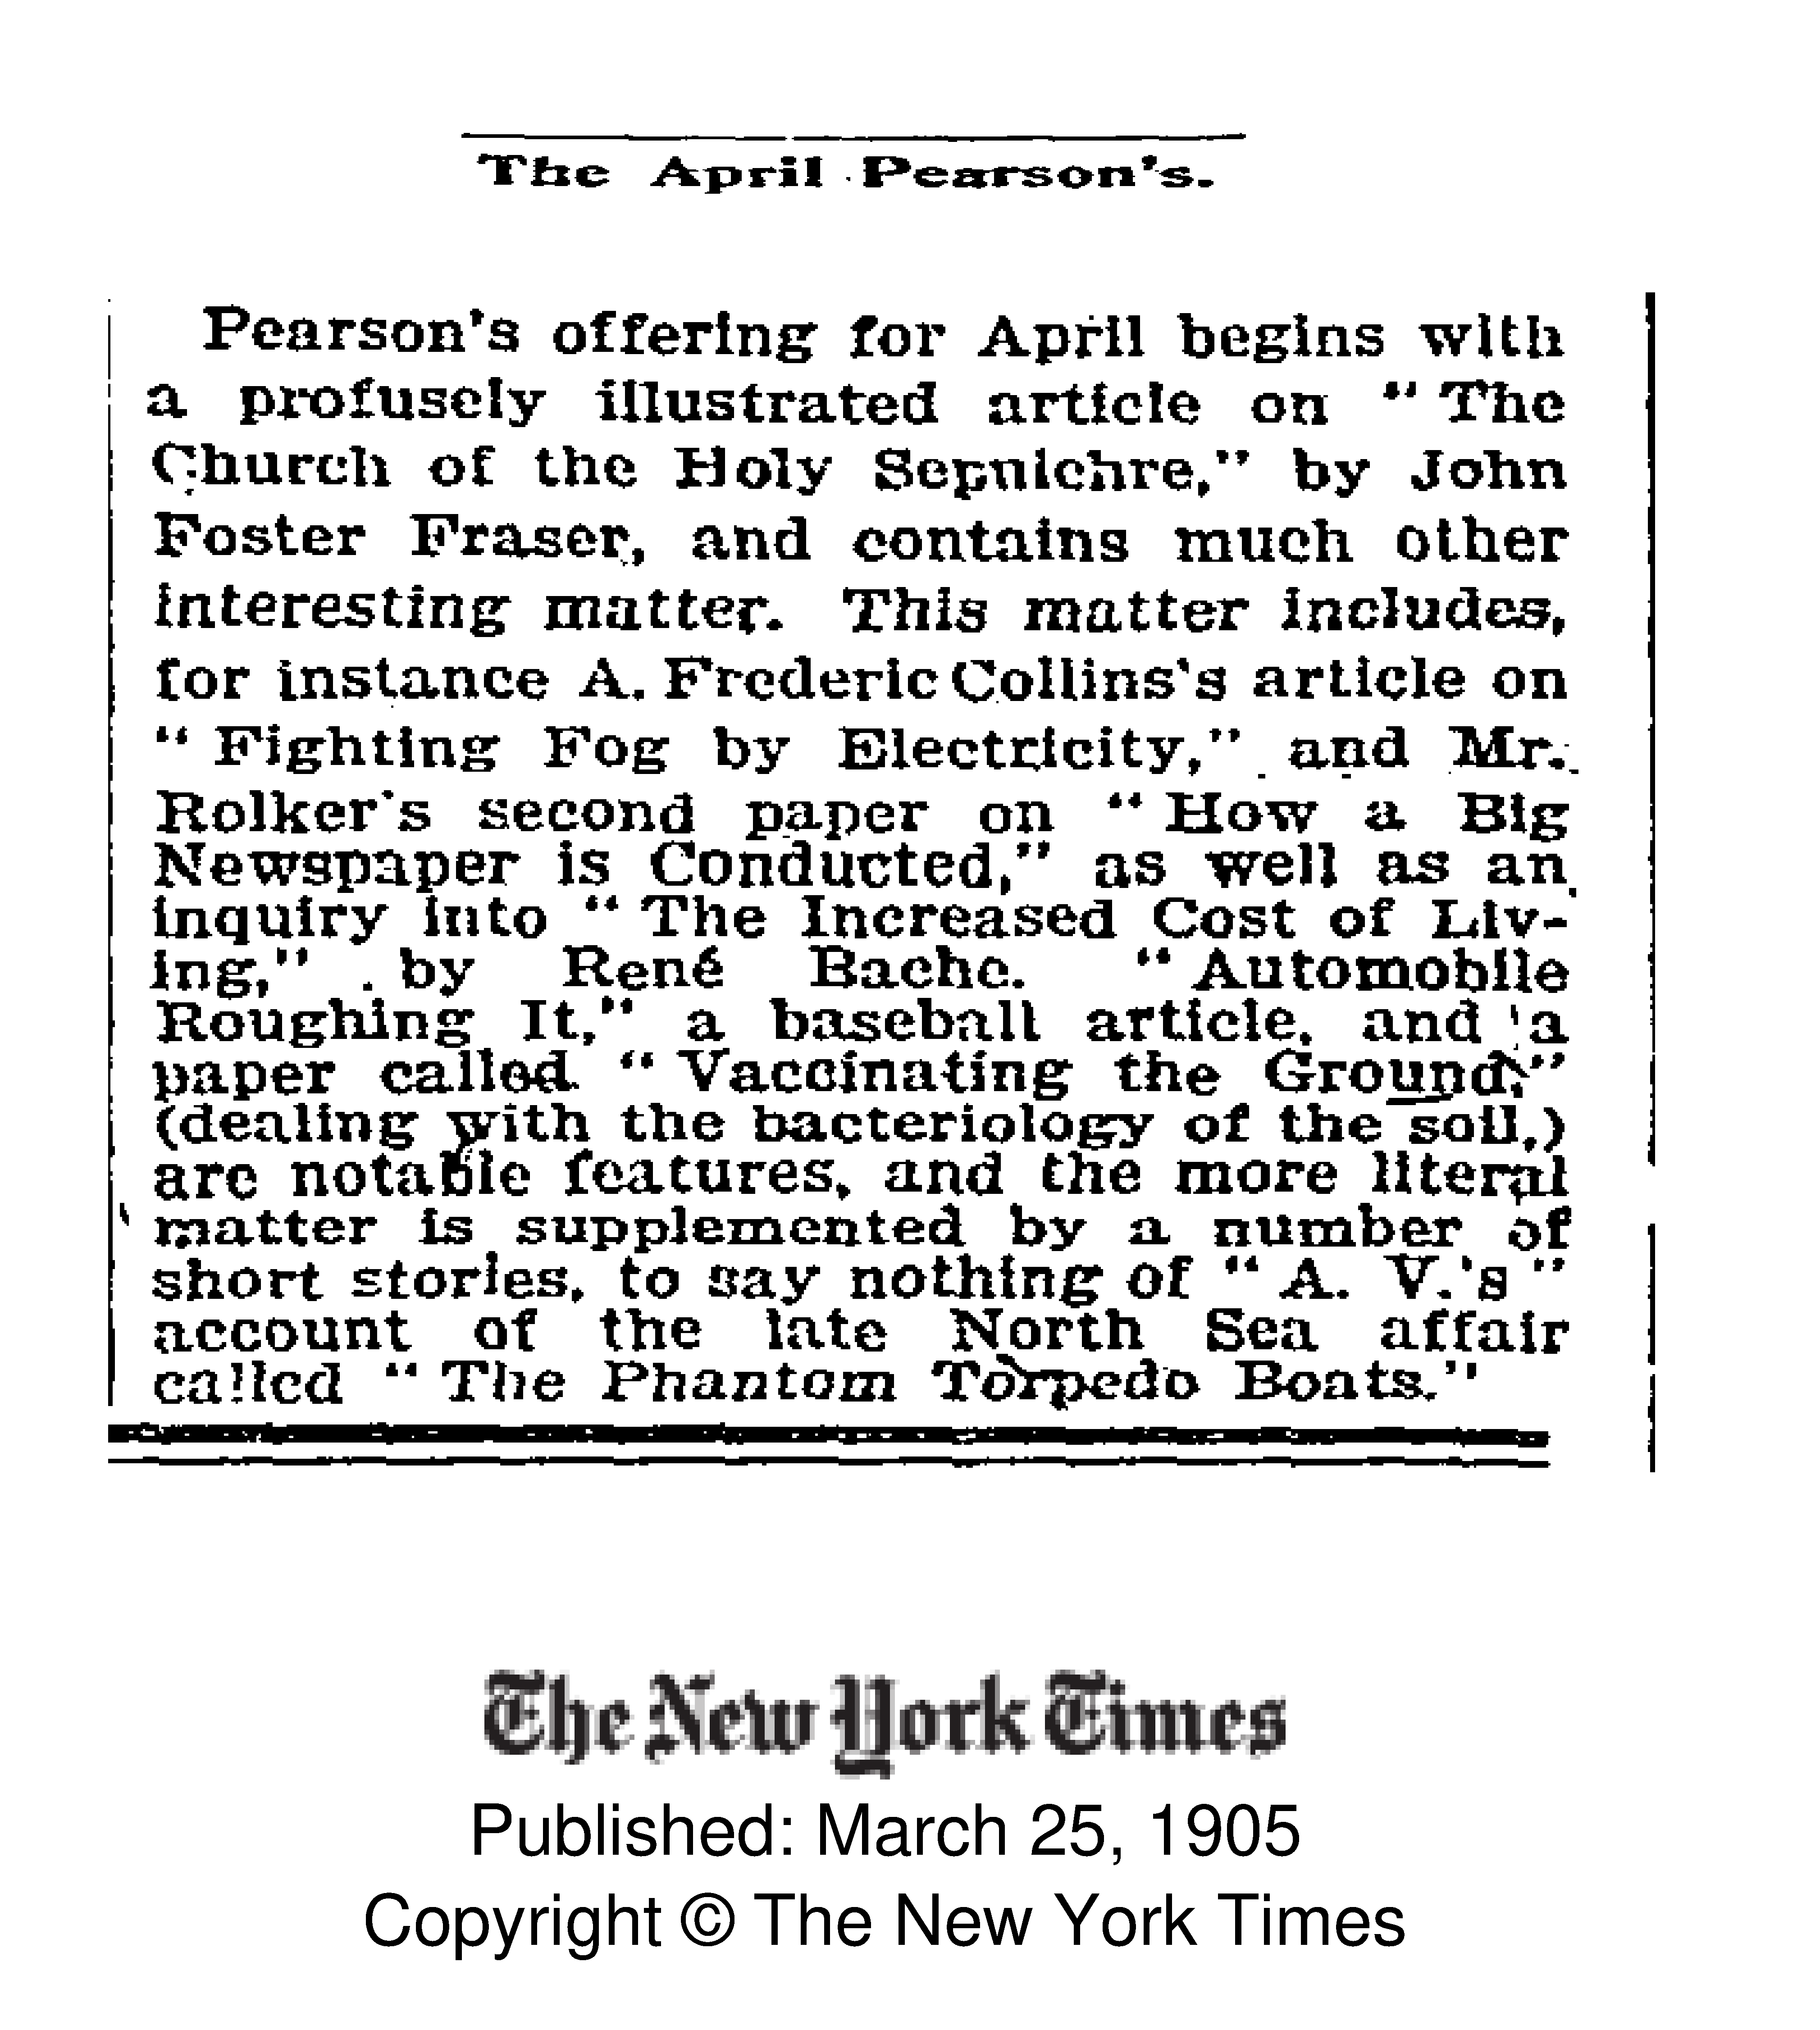 The April Pearson's.
Pearson's offering for April begins with
a profusely illustrated article on "The
Church of the Holy Sepulchre," by John
Foster Fraser, and contains much other
interesting matter. This matter includes,
for instance A. Frederic Collins's article on
"Fighting Fog by Electricity," and Mr.
Rolker's second paper on "How a Big
Newspaper is Conducted," as well as an
inquiry into "The Increased Cost of Liv-
ing," by René Bache. "Automobile
Roughing It," a baseball article, and a
paper called "Vaccinating the Ground,"
(dealing with the bacteriology of the soil,)
are notable features, and the more literal
matter is supplemented by a number of
short stories, to say nothing of "A. V.'s"
account of the late North Sea affair
called "The Phantom Torpedo Boats."
The New York Times
Published: March 25, 1905
Copyright © The New York Times